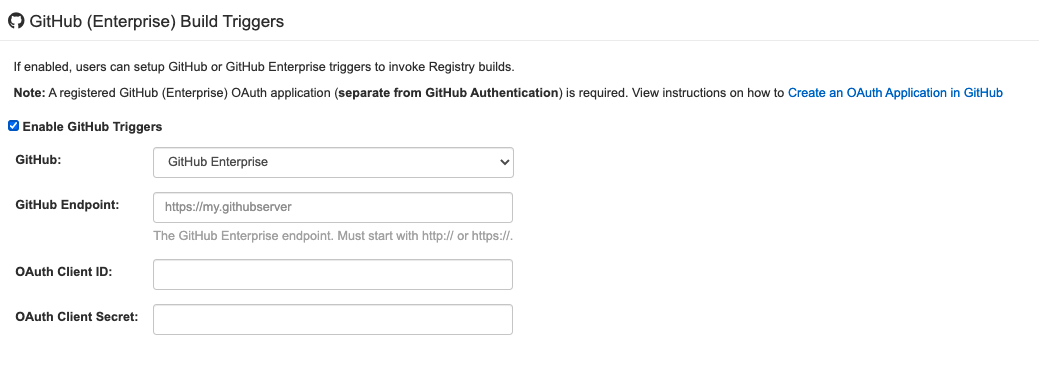 GitHub (Enterprise) Build Triggers
If enabled, users can setup GitHub or GitHub Enterprise triggers to invoke Registry builds.
Note: A registered GitHub (Enterprise) OAuth application (separate from GitHub Authentication) is required. View instructions on how to Create an OAuth Application in GitHub
Enable GitHub Triggers
GitHub: GitHub Enterprise
GitHub Endpoint: https://my.githubserver
The GitHub Enterprise endpoint. Must start with http:// or https://.
OAuth Client ID:
OAuth Client Secret: